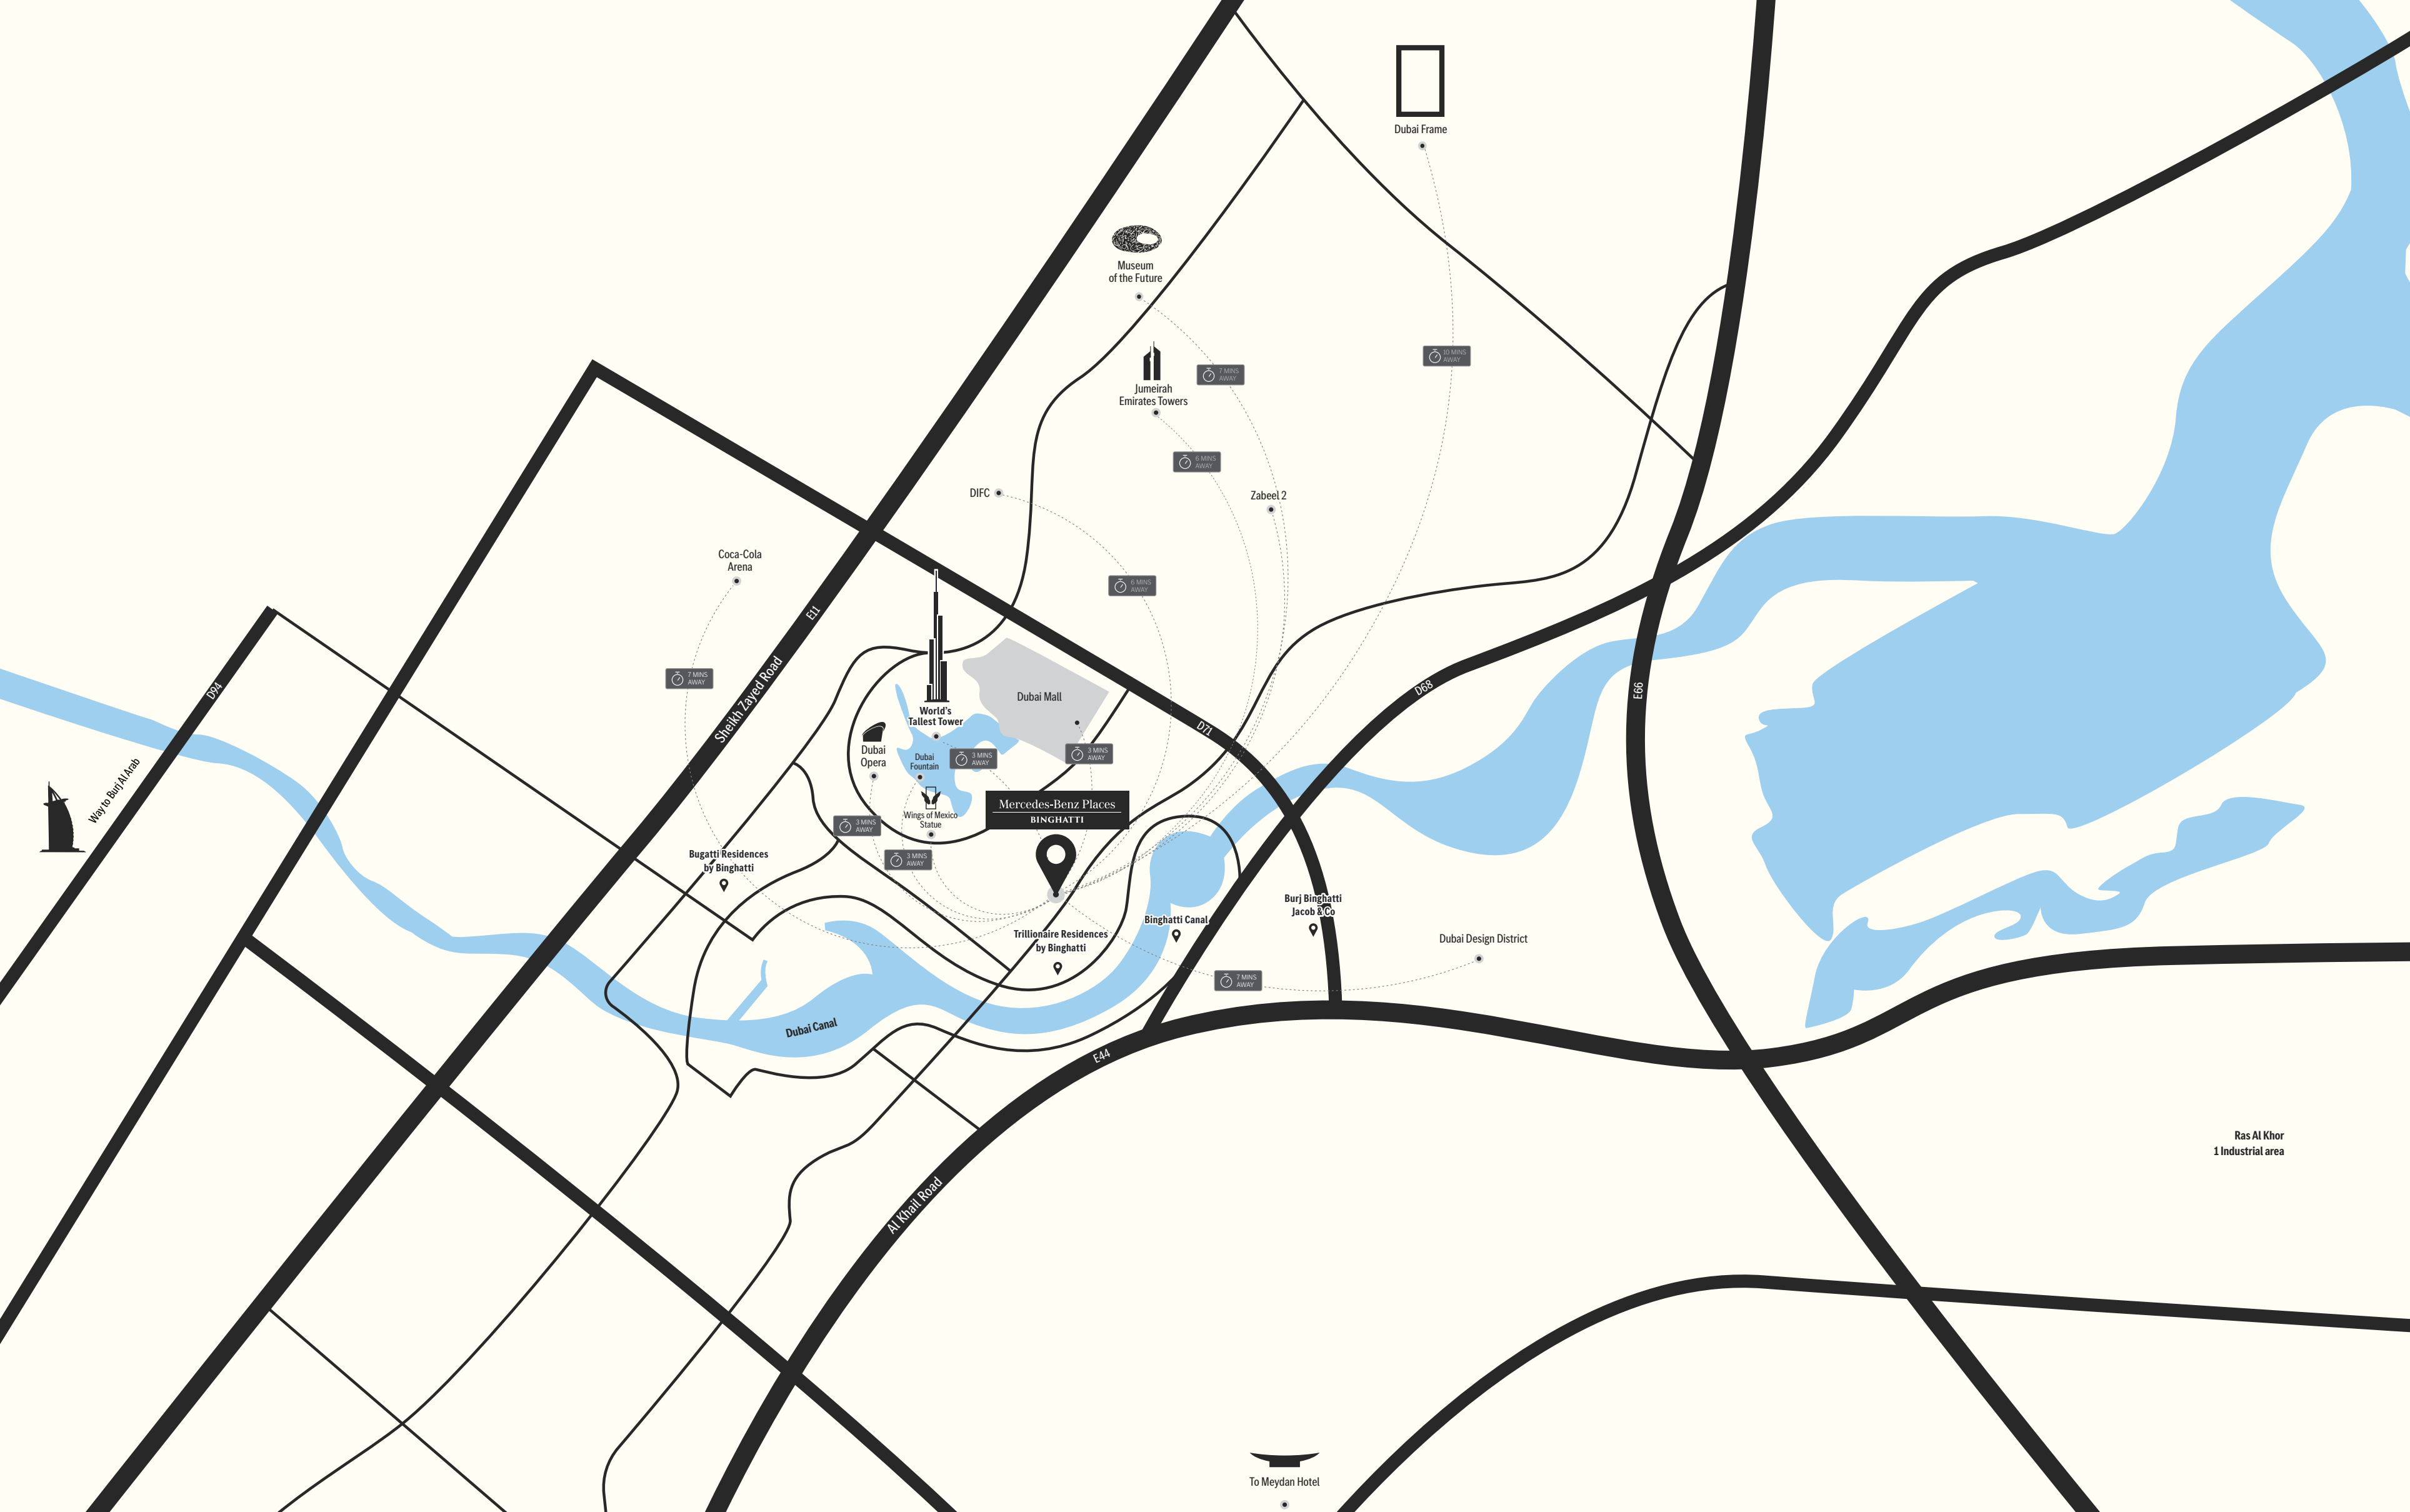 Dubai Frame
Museum
of the Future
10 MINS
AWAY
7 MINS
AWAY
Jumeirah
Emirates Towers
6 MINS
AWAY
DIFC
Zabeel 2
Coca-Cola
Arena
6 MINS
AWAY
E11
7 MINS
AWAY
Sheikh Zayed Road
D94
Way to Burj Al Arab
Dubai Mall
D68
E66
D71
World's
Tallest Tower
Dubai
Opera
Dubai
Fountain
3 MINS
AWAY
3 MINS
AWAY
Wings of Mexico
Statue
Mercedes-Benz Places
BINGHATTI
3 MINS
AWAY
3 MINS
AWAY
Bugatti Residences
by Binghatti
Burj Binghatti
Jacob & Co
Binghatti Canal
Trillionaire Residences
by Binghatti
Dubai Design District
7 MINS
AWAY
Dubai Canal
E44
Al Khail Road
Ras Al Khor
1 Industrial area
To Meydan Hotel